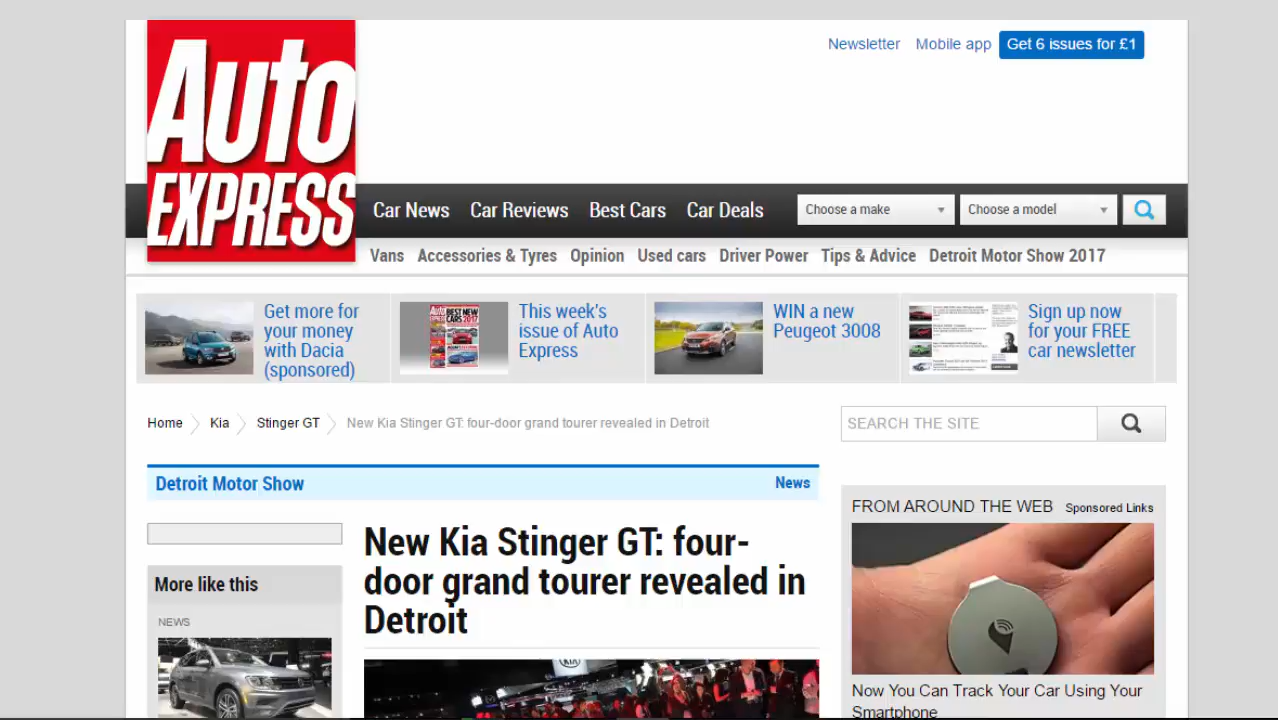 Newsletter Mobile app Get 6 issues for £1
Auto
EXPRESS
Car News Car Reviews Best Cars Car Deals Choose a make Choose a model
Vans Accessories & Tyres Opinion Used cars Driver Power Tips & Advice Detroit Motor Show 2017
Get more for
your money
with Dacia
(sponsored)
This week's
issue of Auto
Express
WIN a new
Peugeot 3008
Sign up now
for your FREE
car newsletter
Home Kia Stinger GT New Kia Stinger GT: four-door grand tourer revealed in Detroit
SEARCH THE SITE
Detroit Motor Show News
New Kia Stinger GT: four-
door grand tourer revealed in
Detroit
More like this
NEWS
KIA
FROM AROUND THE WEB Sponsored Links
Now You Can Track Your Car Using Your
Smartphone